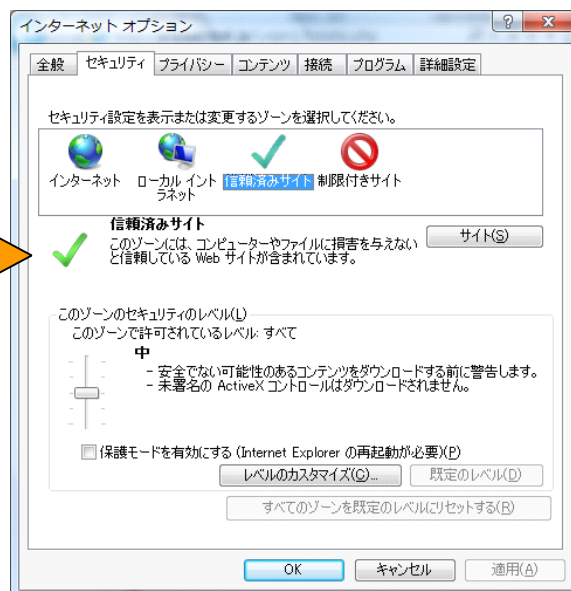 インターネット オプション
全般 セキュリティ プライバシー コンテンツ 接続 プログラム 詳細設定
セキュリティ設定を表示または変更するゾーンを選択してください。
インターネット ローカル イントラネット 信頼済みサイト 制限付きサイト
信頼済みサイト
このゾーンには、コンピューターやファイルに損害を与えない
と信頼している Web サイトが含まれています。
サイト(S)
このゾーンのセキュリティのレベル(L)
このゾーンで許可されているレベル: すべて
中
- 安全でない可能性のあるコンテンツをダウンロードする前に警告します。
- 未署名の ActiveX コントロールはダウンロードされません。
保護モードを有効にする (Internet Explorer の再起動が必要)(P)
レベルのカスタマイズ(C)... 既定のレベル(D)
すべてのゾーンを既定のレベルにリセットする(R)
OK キャンセル 適用(A)